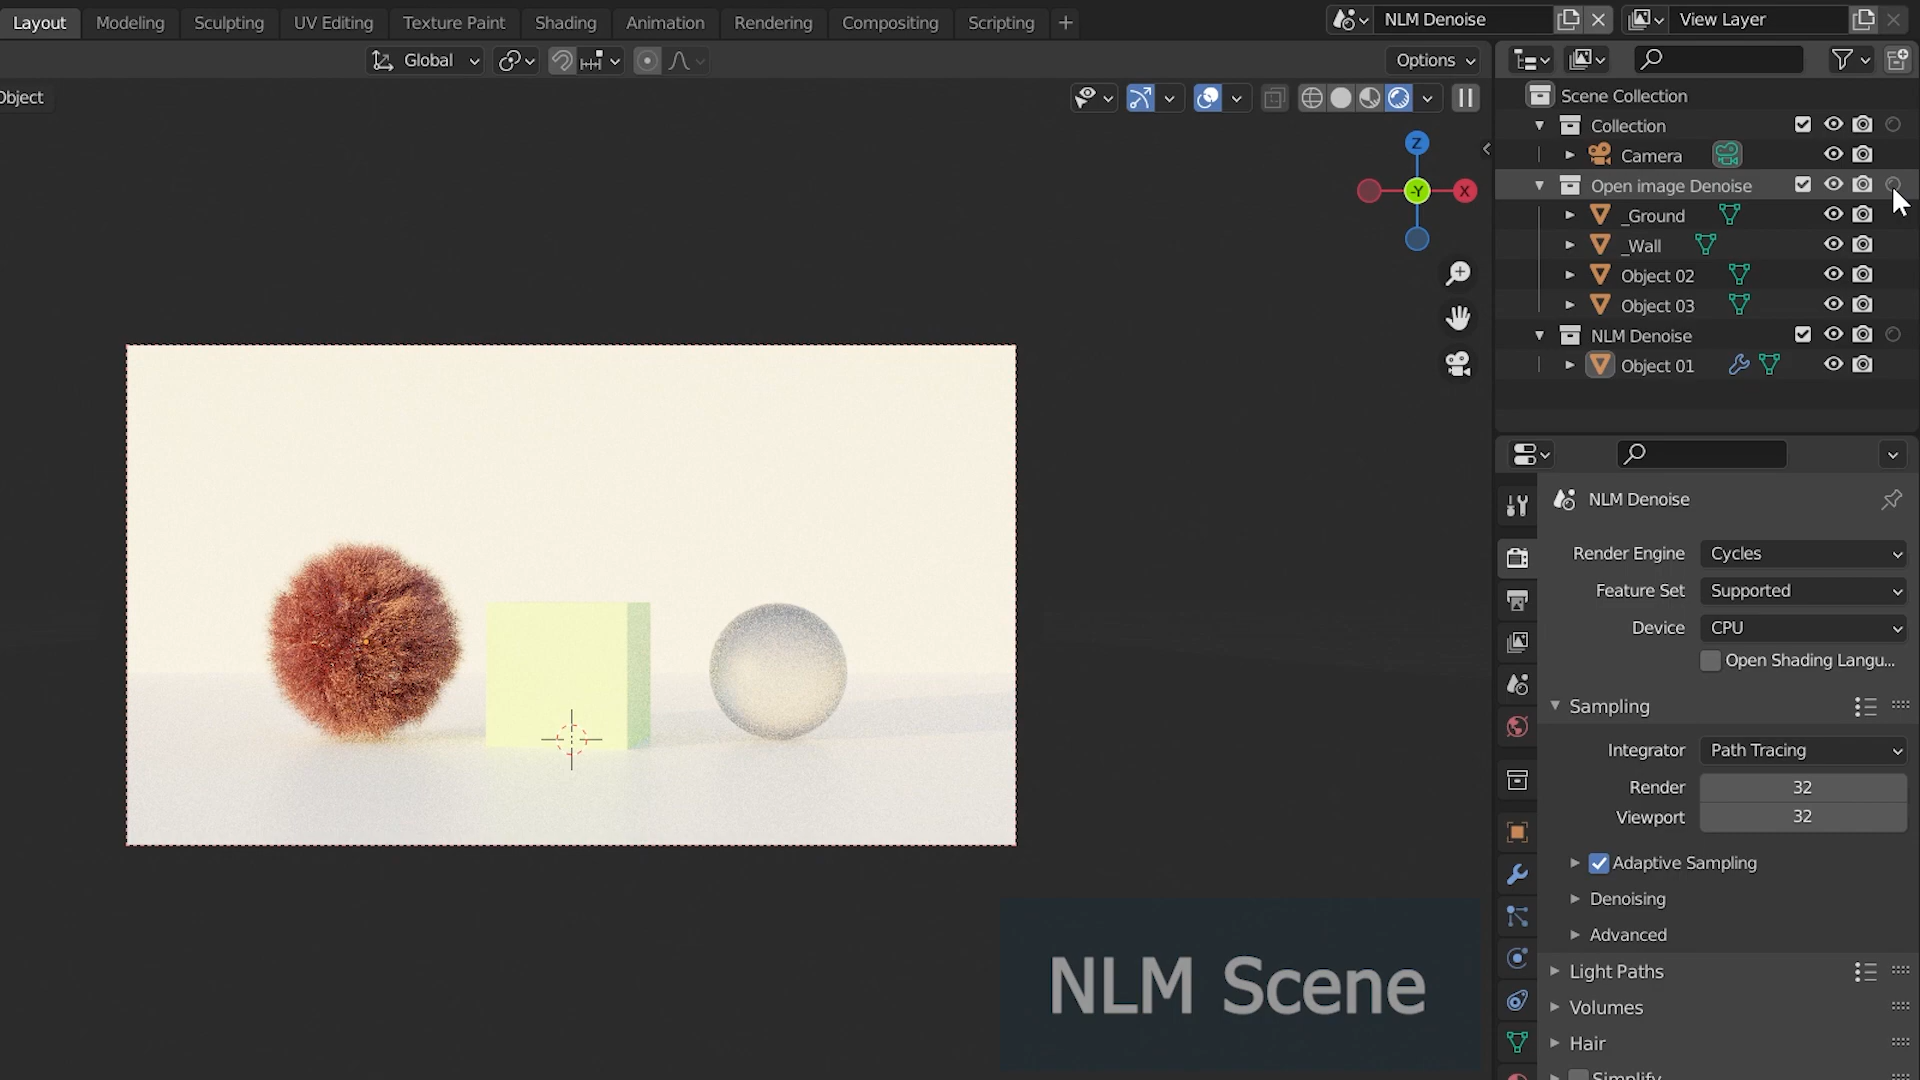 Layout
Modeling
Sculpting
UV Editing
Texture Paint
Shading
Animation
Rendering
Compositing
Scripting
+
NLM Denoise
View Layer
Global
Options
Object
Z
-Y
X
Scene Collection
Collection
Camera
Open image Denoise
_Ground
_Wall
Object 02
Object 03
NLM Denoise
Object 01
NLM Denoise
Render Engine Cycles
Feature Set Supported
Device CPU
Open Shading Langu...
Sampling
Integrator Path Tracing
Render 32
Viewport 32
Adaptive Sampling
Denoising
Advanced
Light Paths
Volumes
Hair
Simplify
NLM Scene